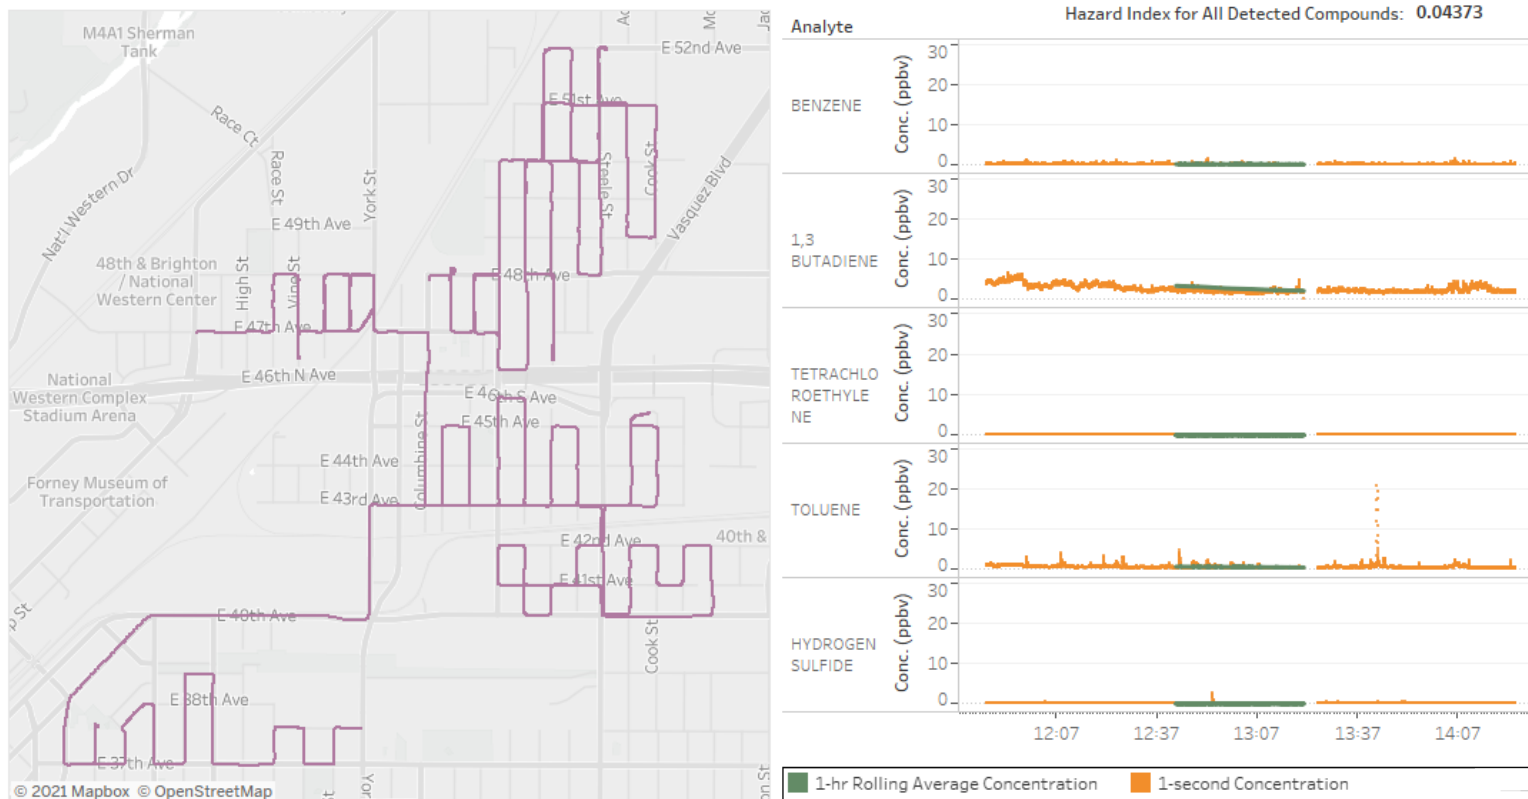 M4A1 Sherman
Tank
Race Ct
Race St
York St
Nat'l Western Dr
E 52nd Ave
E 51st Ave
Steele St
Cook St
Vasquez Blvd
E 49th Ave
48th & Brighton
/ National
Western Center
High St
Vine St
E 48th Ave
E 47th Ave
National
Western Complex
Stadium Arena
E 46th N Ave
E 46th S Ave
E 45th Ave
Columbine St
E 44th Ave
Forney Museum of
Transportation
E 43rd Ave
E 42nd Ave
40th &
E 41st Ave
p St
E 40th Ave
Cook St
E 38th Ave
E 37th Ave
© 2021 Mapbox © OpenStreetMap
Analyte
Hazard Index for All Detected Compounds: 0.04373
BENZENE
Conc. (ppbv)
30
20
10
0
1,3
BUTADIENE
Conc. (ppbv)
30
20
10
0
TETRACHLO
ROETHYLE
NE
Conc. (ppbv)
30
20
10
0
TOLUENE
Conc. (ppbv)
30
20
10
0
HYDROGEN
SULFIDE
Conc. (ppbv)
30
20
10
0
12:07 12:37 13:07 13:37 14:07
1-hr Rolling Average Concentration
1-second Concentration